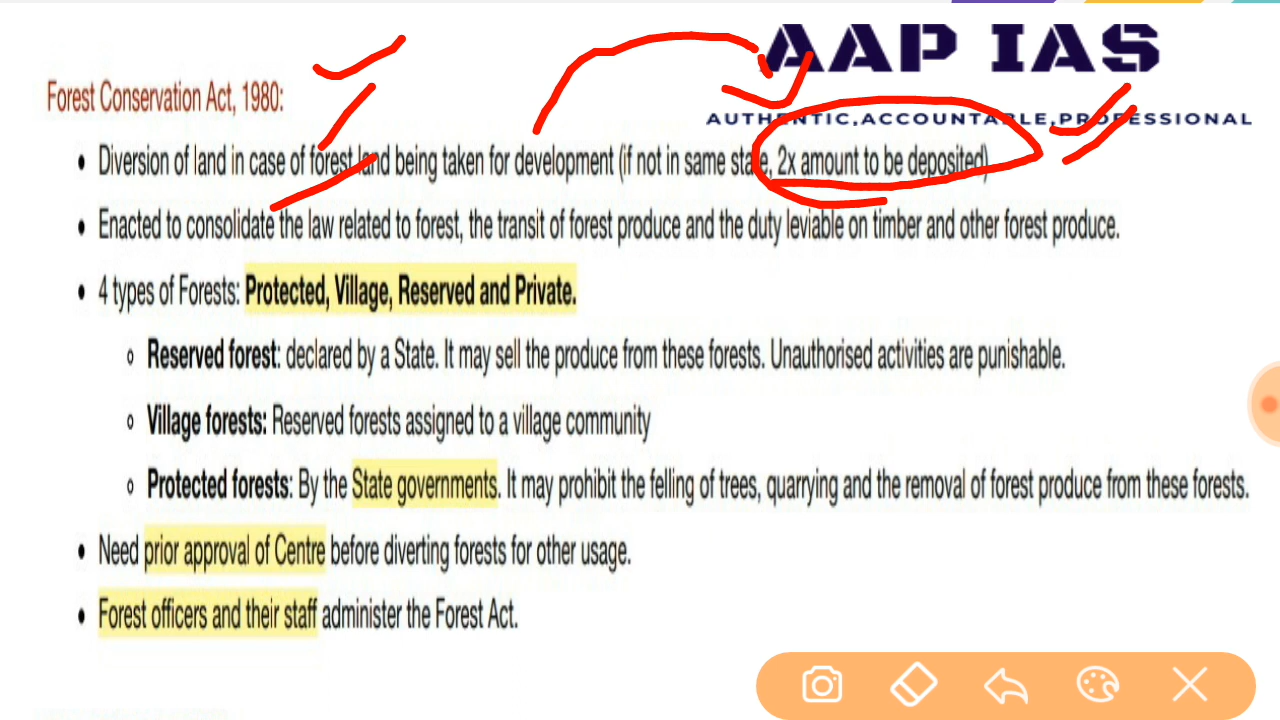 AAP IAS
AUTHENTIC,ACCOUNTABLE,PROFESSIONAL
Forest Conservation Act, 1980:
• Diversion of land in case of forest land being taken for development (if not in same state, 2x amount to be deposited)
• Enacted to consolidate the law related to forest, the transit of forest produce and the duty leviable on timber and other forest produce.
• 4 types of Forests: Protected, Village, Reserved and Private.
o Reserved forest: declared by a State. It may sell the produce from these forests. Unauthorised activities are punishable.
o Village forests: Reserved forests assigned to a village community
o Protected forests: By the State governments. It may prohibit the felling of trees, quarrying and the removal of forest produce from these forests.
• Need prior approval of Centre before diverting forests for other usage.
• Forest officers and their staff administer the Forest Act.